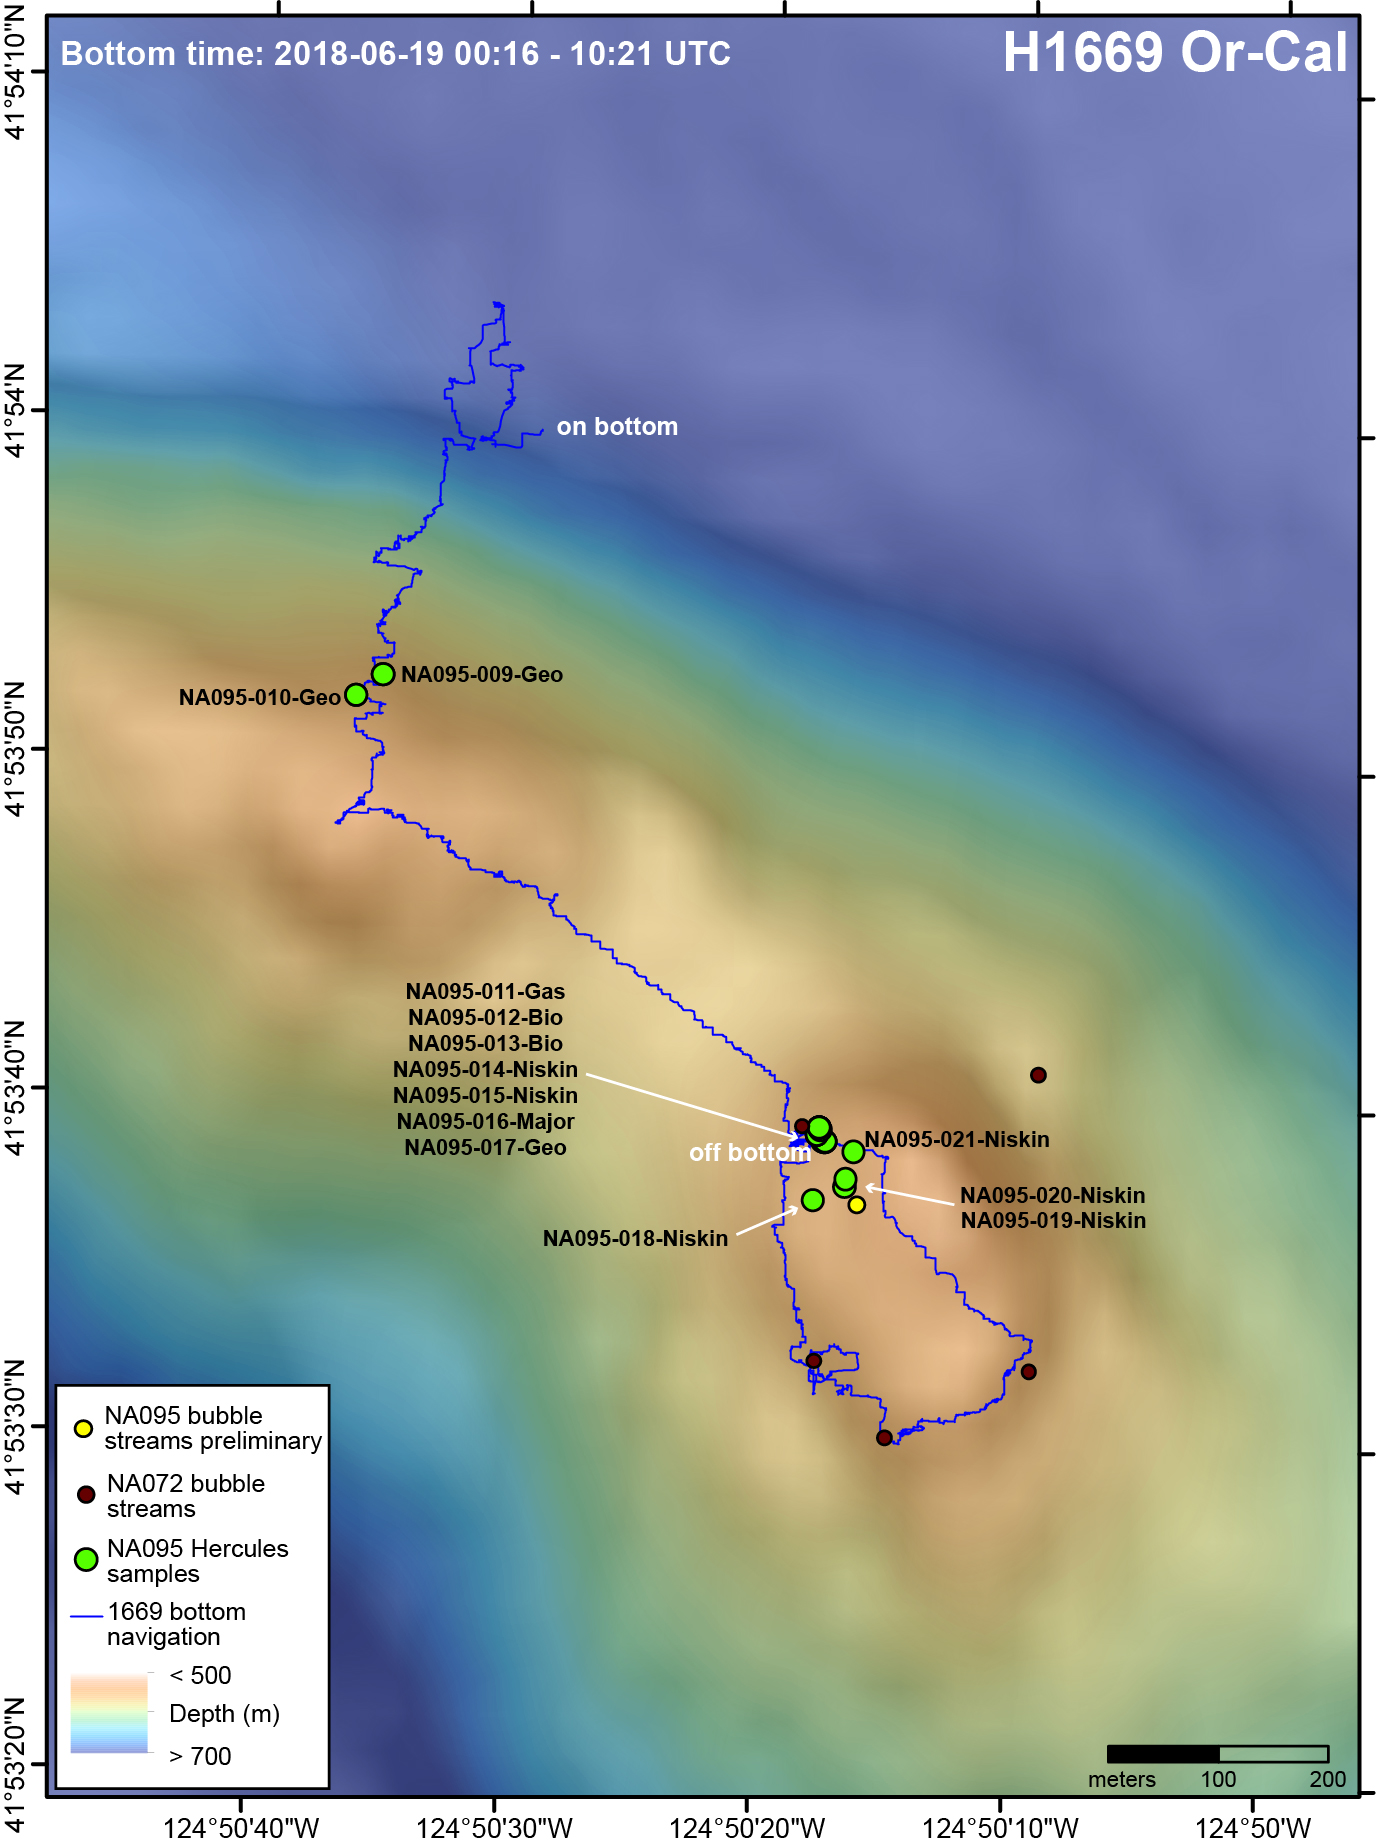 Bottom time: 2018-06-19 00:16 - 10:21 UTC
H1669 Or-Cal
41°54'10"N
41°54'N
41°53'50"N
41°53'40"N
41°53'30"N
41°53'20"N
on bottom
NA095-009-Geo
NA095-010-Geo
NA095-011-Gas
NA095-012-Bio
NA095-013-Bio
NA095-014-Niskin
NA095-015-Niskin
NA095-016-Major
NA095-017-Geo
off bottom
NA095-021-Niskin
NA095-020-Niskin
NA095-019-Niskin
NA095-018-Niskin
NA095 bubble
streams preliminary
NA072 bubble
streams
NA095 Hercules
samples
1669 bottom
navigation
< 500
Depth (m)
> 700
meters 100 200
124°50'40"W
124°50'30"W
124°50'20"W
124°50'10"W
124°50'W